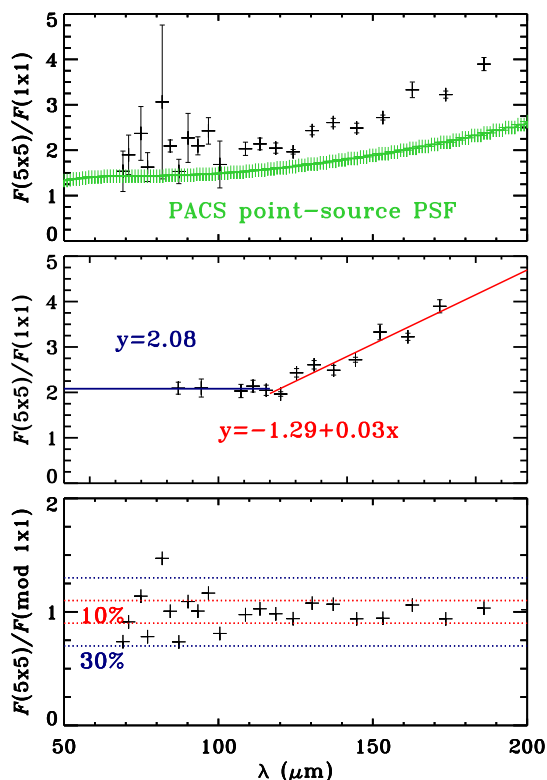 5
4
3
2
1
0
F(5x5)/F(1x1)
PACS point-source PSF
5
4
3
2
1
0
F(5x5)/F(1x1)
y=2.08
y=-1.29+0.03x
2
1
0
F(5x5)/F(mod 1x1)
10%
30%
50 100 150 200
λ (μm)